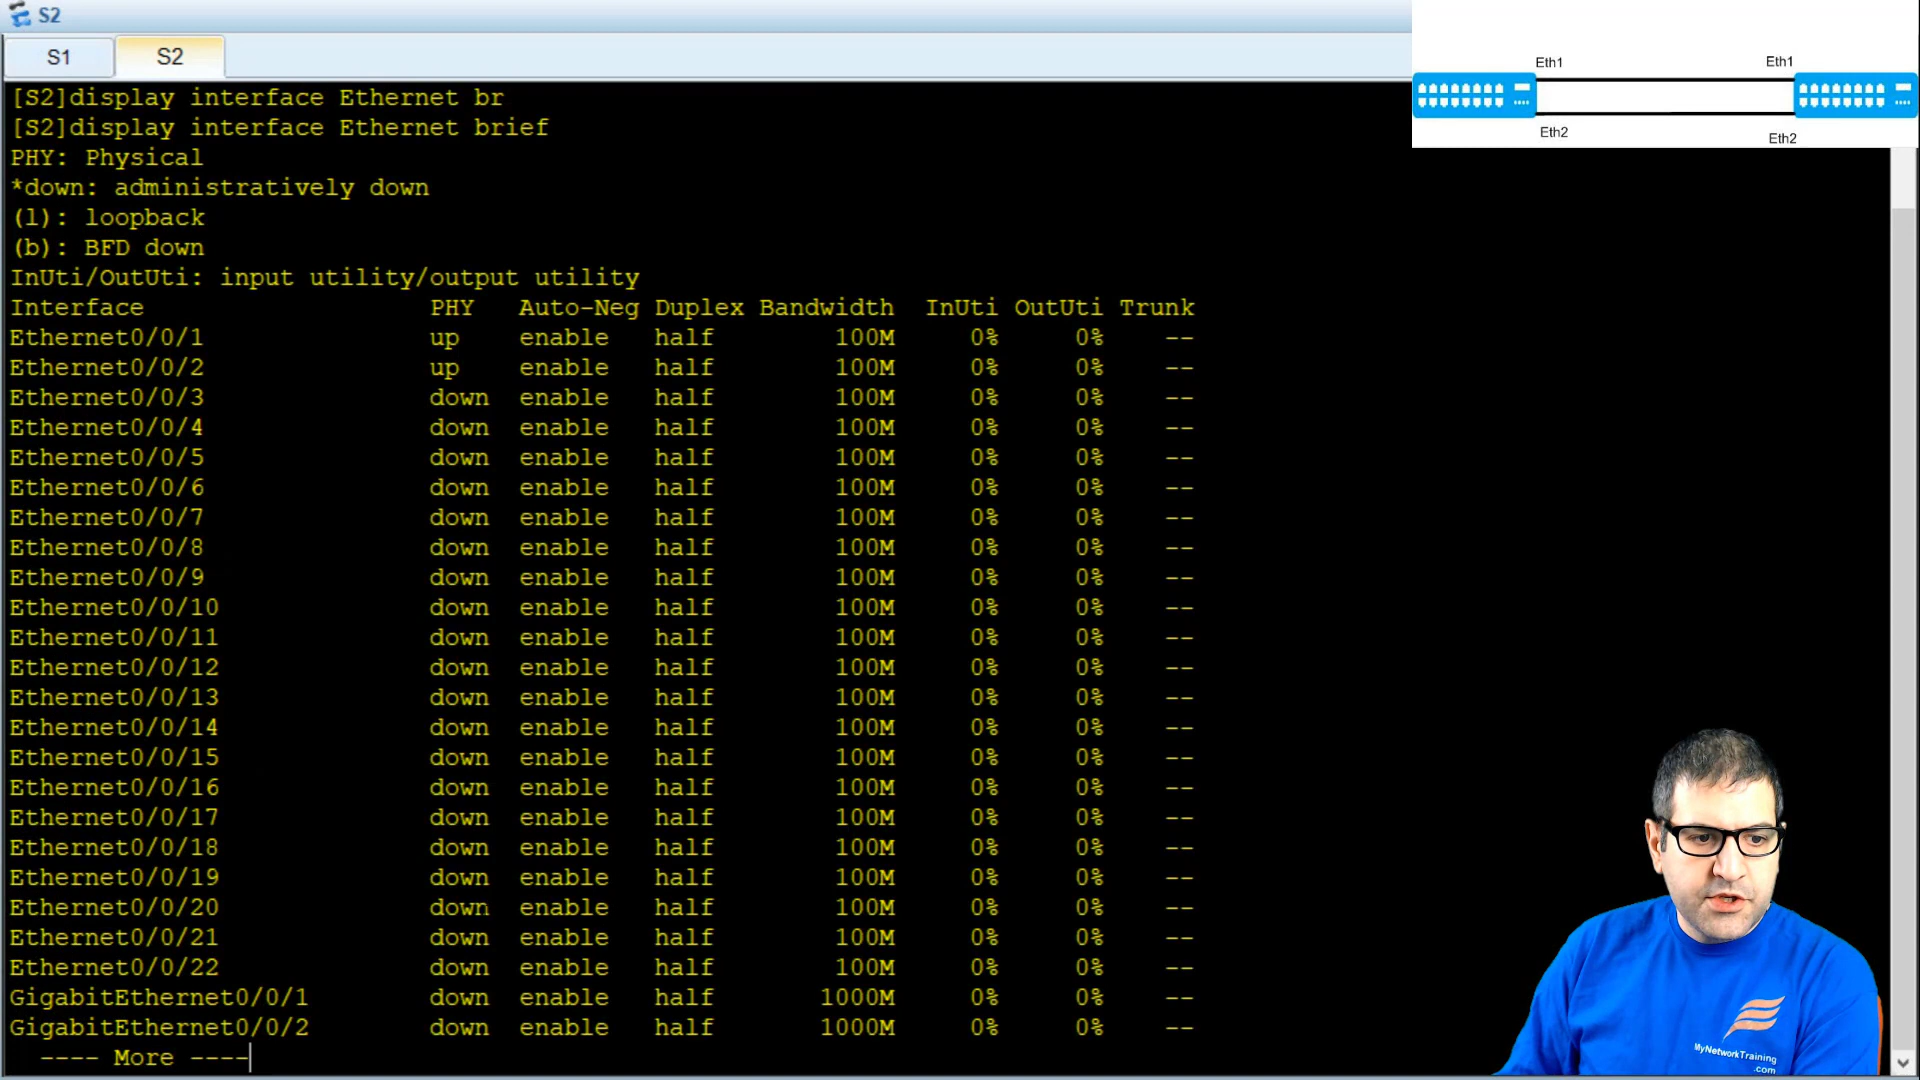 S2
S1 S2
[S2]display interface Ethernet br
[S2]display interface Ethernet brief
PHY: Physical
*down: administratively down
(l): loopback
(b): BFD down
InUti/OutUti: input utility/output utility
Interface PHY Auto-Neg Duplex Bandwidth InUti OutUti Trunk
Ethernet0/0/1 up enable half 100M 0% 0% --
Ethernet0/0/2 up enable half 100M 0% 0% --
Ethernet0/0/3 down enable half 100M 0% 0% --
Ethernet0/0/4 down enable half 100M 0% 0% --
Ethernet0/0/5 down enable half 100M 0% 0% --
Ethernet0/0/6 down enable half 100M 0% 0% --
Ethernet0/0/7 down enable half 100M 0% 0% --
Ethernet0/0/8 down enable half 100M 0% 0% --
Ethernet0/0/9 down enable half 100M 0% 0% --
Ethernet0/0/10 down enable half 100M 0% 0% --
Ethernet0/0/11 down enable half 100M 0% 0% --
Ethernet0/0/12 down enable half 100M 0% 0% --
Ethernet0/0/13 down enable half 100M 0% 0% --
Ethernet0/0/14 down enable half 100M 0% 0% --
Ethernet0/0/15 down enable half 100M 0% 0% --
Ethernet0/0/16 down enable half 100M 0% 0% --
Ethernet0/0/17 down enable half 100M 0% 0% --
Ethernet0/0/18 down enable half 100M 0% 0% --
Ethernet0/0/19 down enable half 100M 0% 0% --
Ethernet0/0/20 down enable half 100M 0% 0% --
Ethernet0/0/21 down enable half 100M 0% 0% --
Ethernet0/0/22 down enable half 100M 0% 0% --
GigabitEthernet0/0/1 down enable half 1000M 0% 0% --
GigabitEthernet0/0/2 down enable half 1000M 0% 0% --
---- More ----
Eth1 Eth1
Eth2 Eth2
MyNetworkTraining
.com